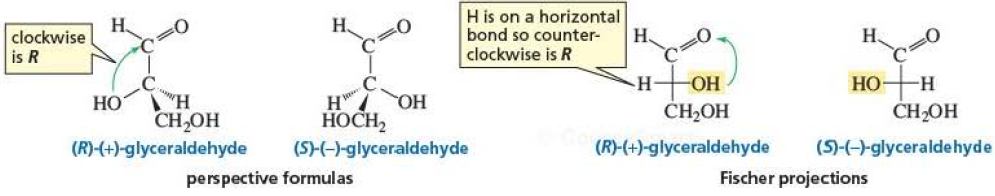 clockwise
is R
H
O
C
C
HO
H
CH2OH
(R)-(+)-glyceraldehyde
H
O
C
C
H
OH
HOCH2
(S)-(–)-glyceraldehyde
perspective formulas
H is on a horizontal
bond so counter-
clockwise is R
H
O
C
H
OH
CH2OH
(R)-(+)-glyceraldehyde
H
O
C
HO
H
CH2OH
(S)-(–)-glyceraldehyde
Fischer projections